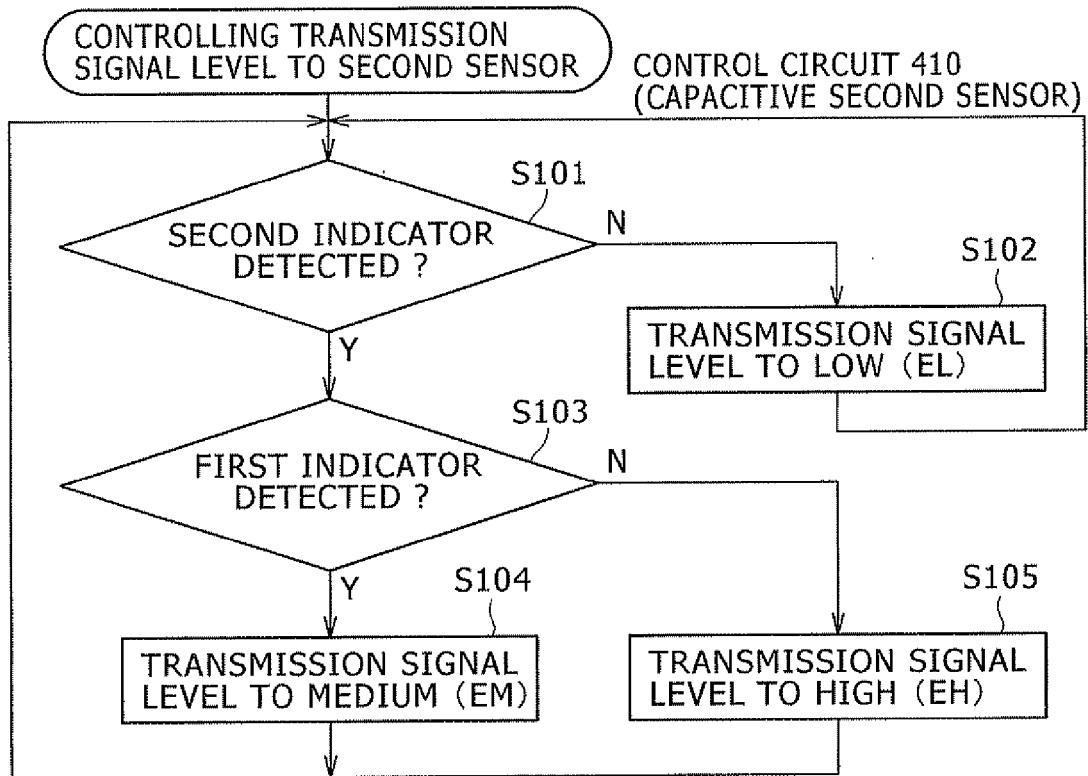 CONTROLLING TRANSMISSION
SIGNAL LEVEL TO SECOND SENSOR
CONTROL CIRCUIT 410
(CAPACITIVE SECOND SENSOR)
S101
SECOND INDICATOR
DETECTED ?
N
Y
S102
TRANSMISSION SIGNAL
LEVEL TO LOW (EL)
S103
FIRST INDICATOR
DETECTED ?
N
Y
S104
TRANSMISSION SIGNAL
LEVEL TO MEDIUM (EM)
S105
TRANSMISSION SIGNAL
LEVEL TO HIGH (EH)